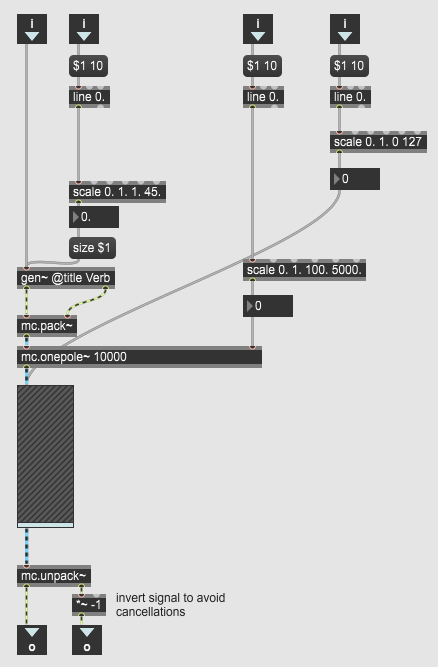 i i i i
$1 10 $1 10 $1 10
line 0. line 0. line 0.
scale 0. 1. 0 127
0
scale 0. 1. 1. 45.
0.
size $1
gen~ @title Verb
scale 0. 1. 100. 5000.
0
mc.pack~
mc.onepole~ 10000
mc.unpack~
*~ -1
invert signal to avoid
cancellations
o o